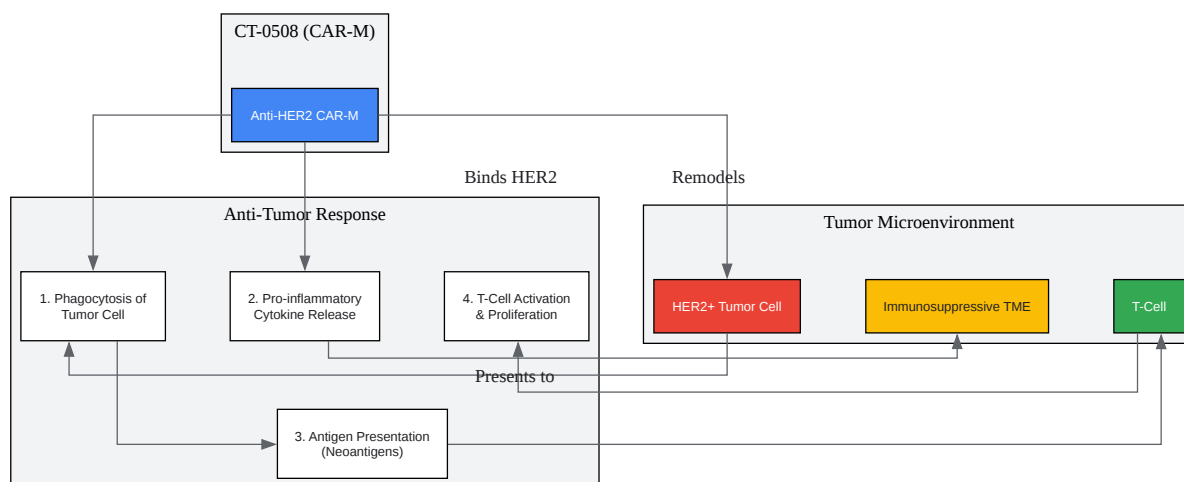 CT-0508 (CAR-M)
Anti-HER2 CAR-M
Binds HER2
Remodels
Anti-Tumor Response
Tumor Microenvironment
1. Phagocytosis of
Tumor Cell
2. Pro-inflammatory
Cytokine Release
4. T-Cell Activation
& Proliferation
HER2+ Tumor Cell
Immunosuppressive TME
T-Cell
Presents to
3. Antigen Presentation
(Neoantigens)